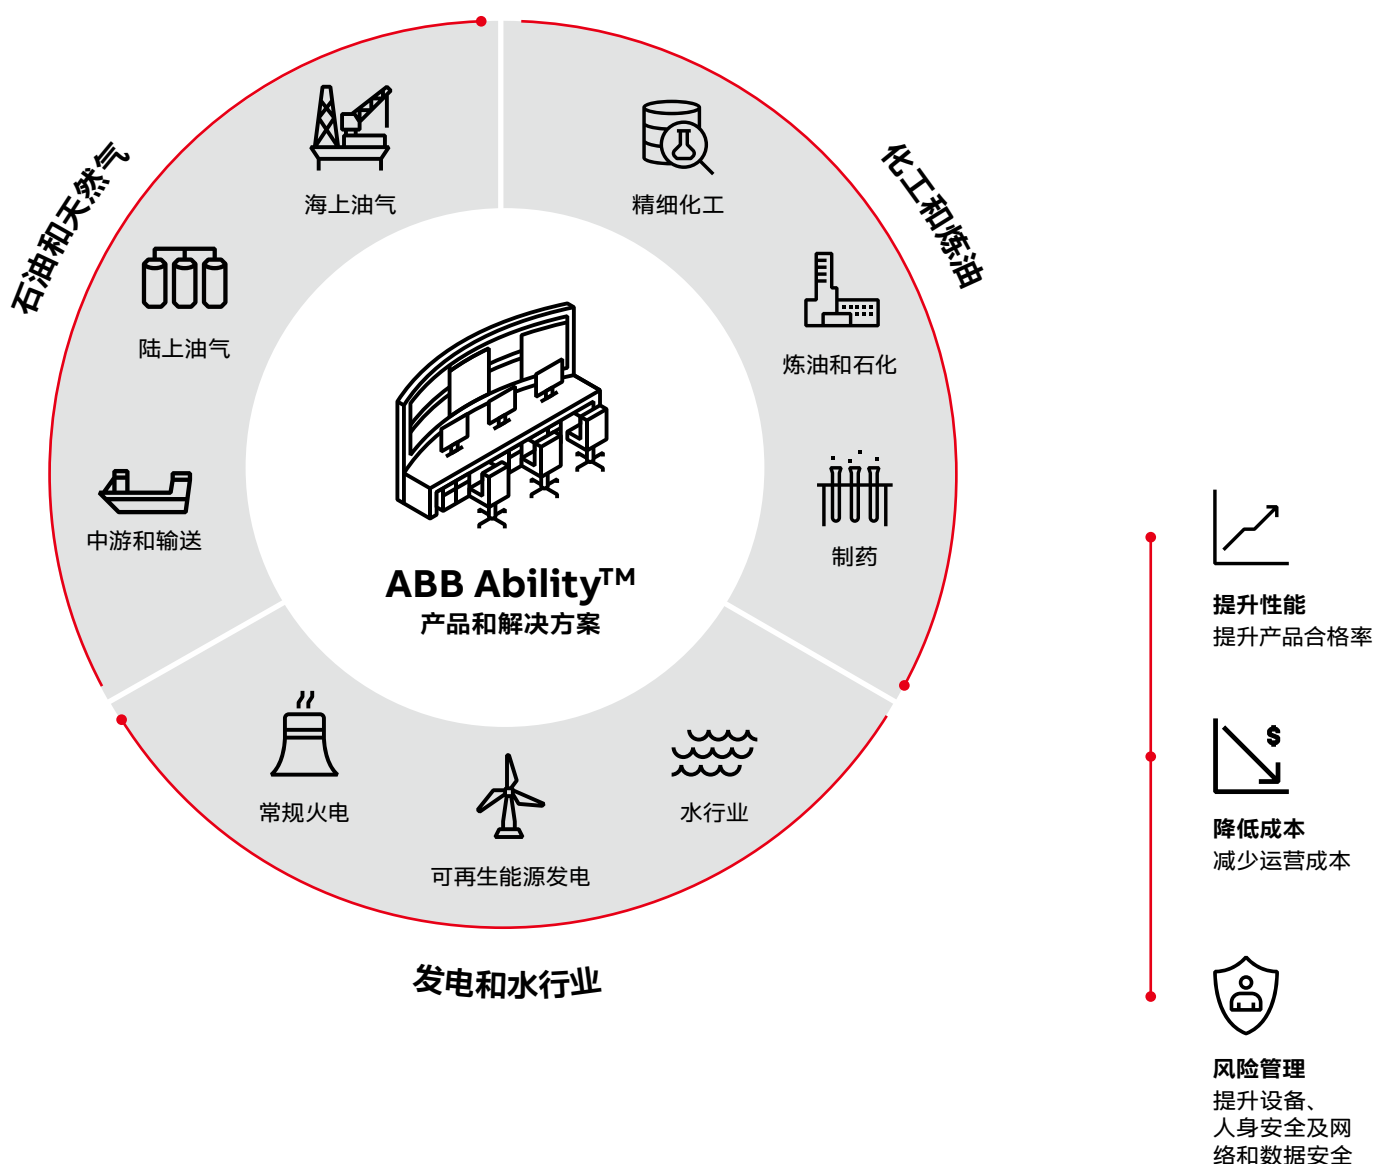 石油和天然气
海上油气
陆上油气
中游和输送
化工和炼油
精细化工
炼油和石化
制药
ABB Ability™
产品和解决方案
常规火电
可再生能源发电
水行业
发电和水行业
提升性能
提升产品合格率
$
降低成本
减少运营成本
风险管理
提升设备、
人身安全及网
络和数据安全